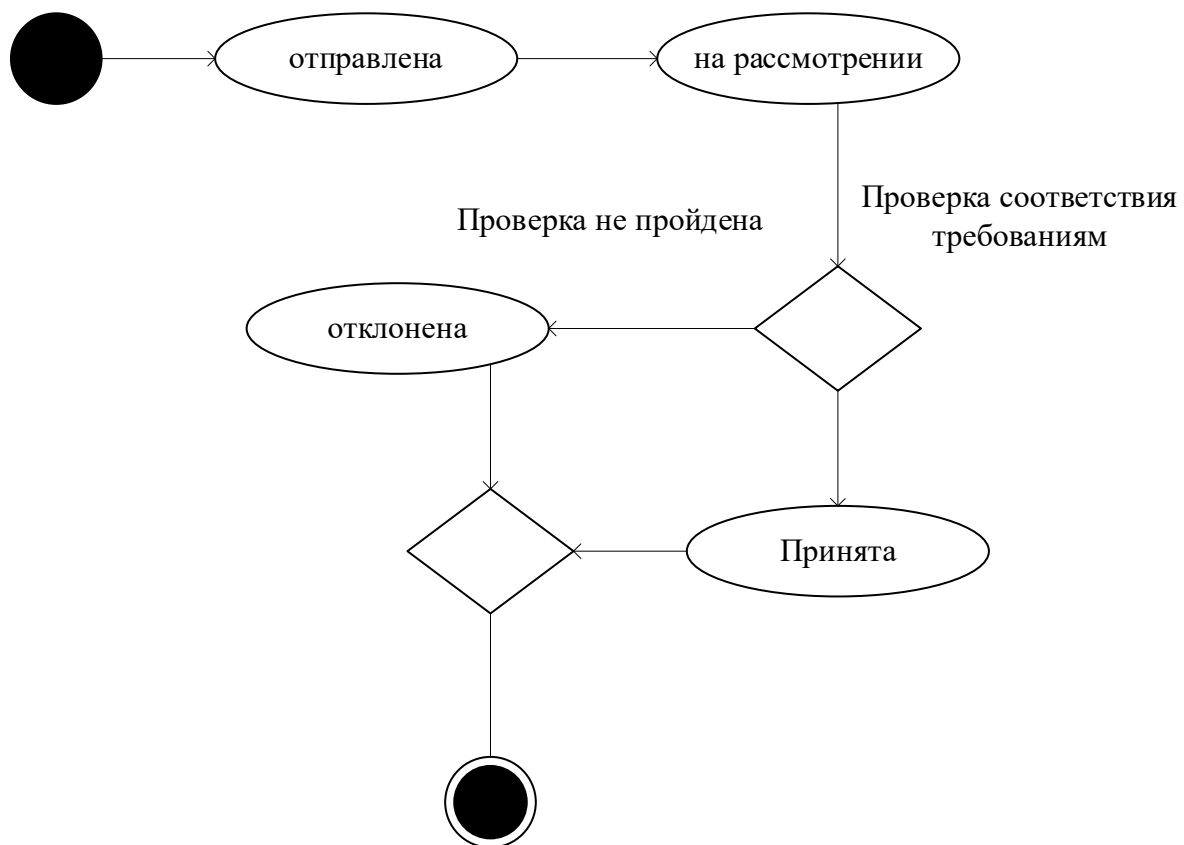 отправлена
на рассмотрении
Проверка соответствия
требованиям
Проверка не пройдена
отклонена
Принята